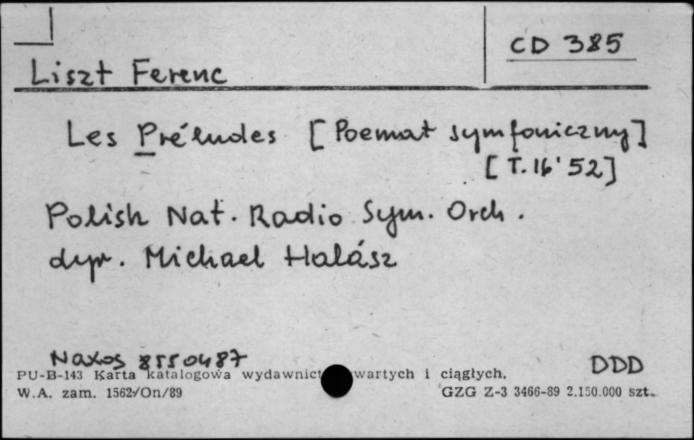 CD 385
Liszt Ferenc
Les Préludes [Poemat symfoniczny]
[T. 16'52]
Polish Nat. Radio Sym. Orch.
dyr. Michael Halász
Naxos 8550487
DDD
PU-B-143 Karta katalogowa wydawnict wartych i ciągłych.
W.A. zam. 1562/On/89
GZG Z-3 3466-89 2.150.000 szt.